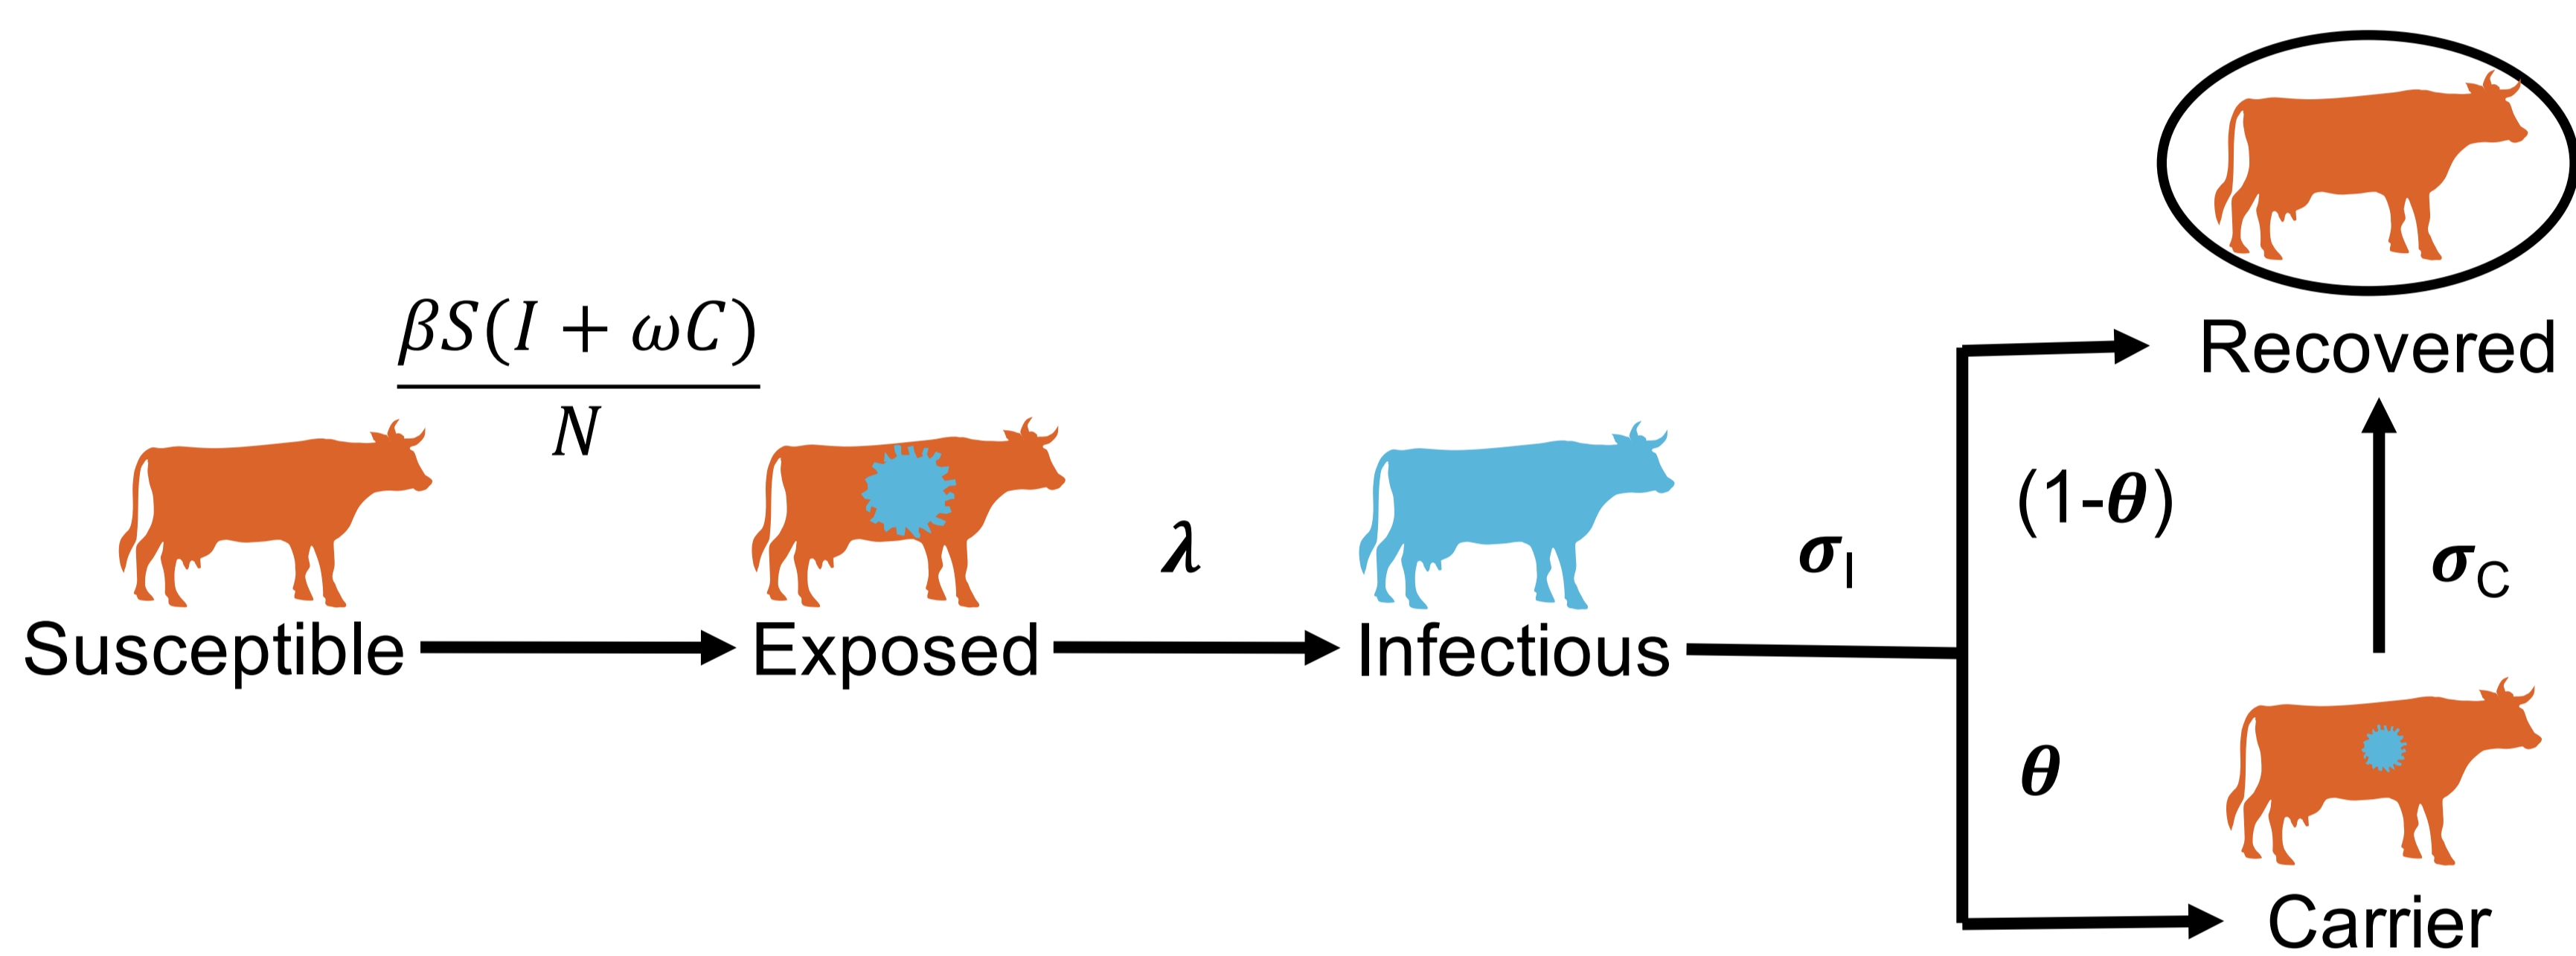 βS(I + ωC)
N
Susceptible
Exposed
λ
Infectious
σI
(1-θ)
θ
Recovered
σC
Carrier